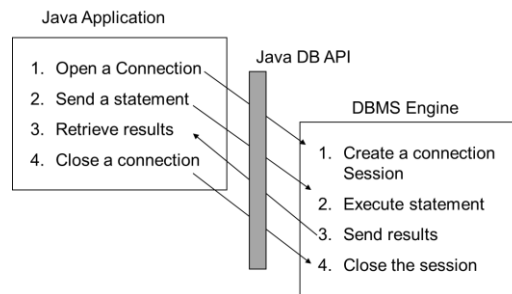 Java Application
1. Open a Connection
2. Send a statement
3. Retrieve results
4. Close a connection
Java DB API
DBMS Engine
1. Create a connection
Session
2. Execute statement
3. Send results
4. Close the session